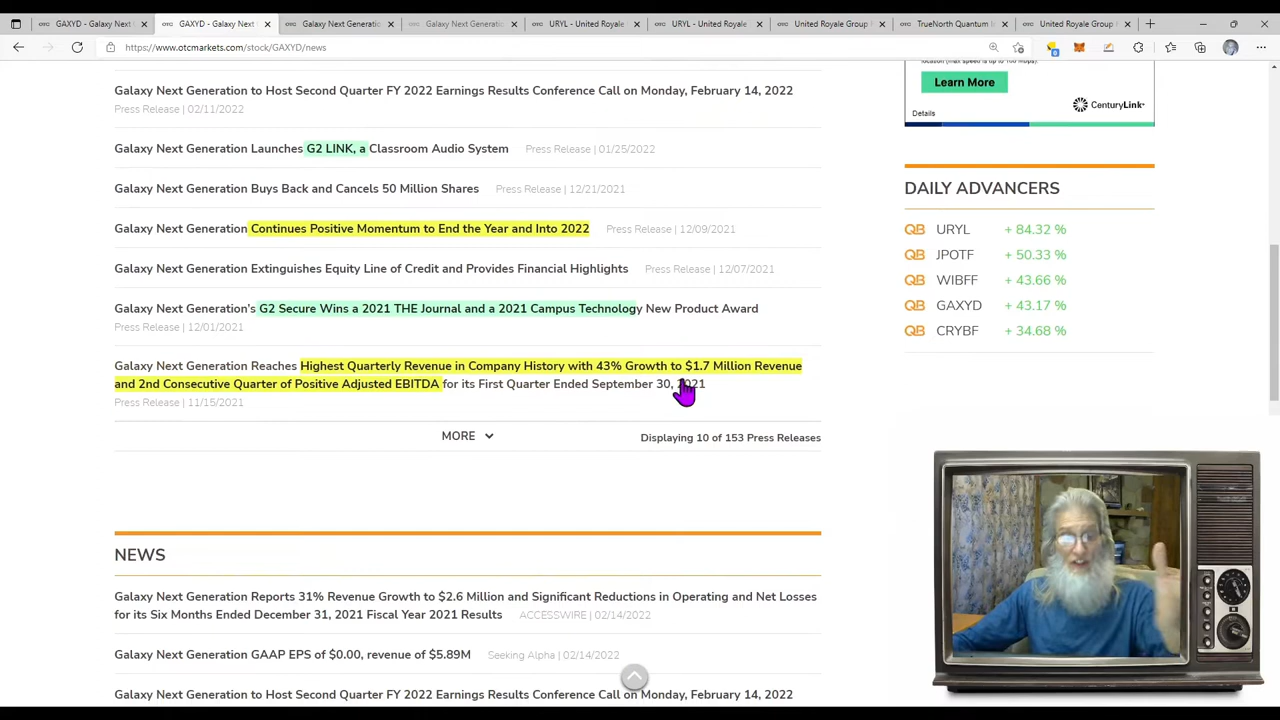 GAXYD - Galaxy Next
GAXYD - Galaxy Next
Galaxy Next Generatio
Galaxy Next Generatio
URYL - United Royale
URYL - United Royale
United Royale Group
TrueNorth Quantum
United Royale Group
https://www.otcmarkets.com/stock/GAXYD/news
Galaxy Next Generation to Host Second Quarter FY 2022 Earnings Results Conference Call on Monday, February 14, 2022
Press Release | 02/11/2022
Galaxy Next Generation Launches G2 LINK, a Classroom Audio System Press Release | 01/25/2022
Galaxy Next Generation Buys Back and Cancels 50 Million Shares Press Release | 12/21/2021
Galaxy Next Generation Continues Positive Momentum to End the Year and Into 2022 Press Release | 12/09/2021
Galaxy Next Generation Extinguishes Equity Line of Credit and Provides Financial Highlights Press Release | 12/07/2021
Galaxy Next Generation's G2 Secure Wins a 2021 THE Journal and a 2021 Campus Technology New Product Award
Press Release | 12/01/2021
Galaxy Next Generation Reaches Highest Quarterly Revenue in Company History with 43% Growth to $1.7 Million Revenue
and 2nd Consecutive Quarter of Positive Adjusted EBITDA for its First Quarter Ended September 30, 2021
Press Release | 11/15/2021
MORE
Displaying 10 of 153 Press Releases
NEWS
Galaxy Next Generation Reports 31% Revenue Growth to $2.6 Million and Significant Reductions in Operating and Net Losses
for its Six Months Ended December 31, 2021 Fiscal Year 2021 Results ACCESSWIRE | 02/14/2022
Galaxy Next Generation GAAP EPS of $0.00, revenue of $5.89M Seeking Alpha | 02/14/2022
Galaxy Next Generation to Host Second Quarter FY 2022 Earnings Results Conference Call on Monday, February 14, 2022
Learn More
CenturyLink
Details
DAILY ADVANCERS
QB URYL + 84.32 %
QB JPOTF + 50.33 %
QB WIBFF + 43.66 %
QB GAXYD + 43.17 %
QB CRYBF + 34.68 %